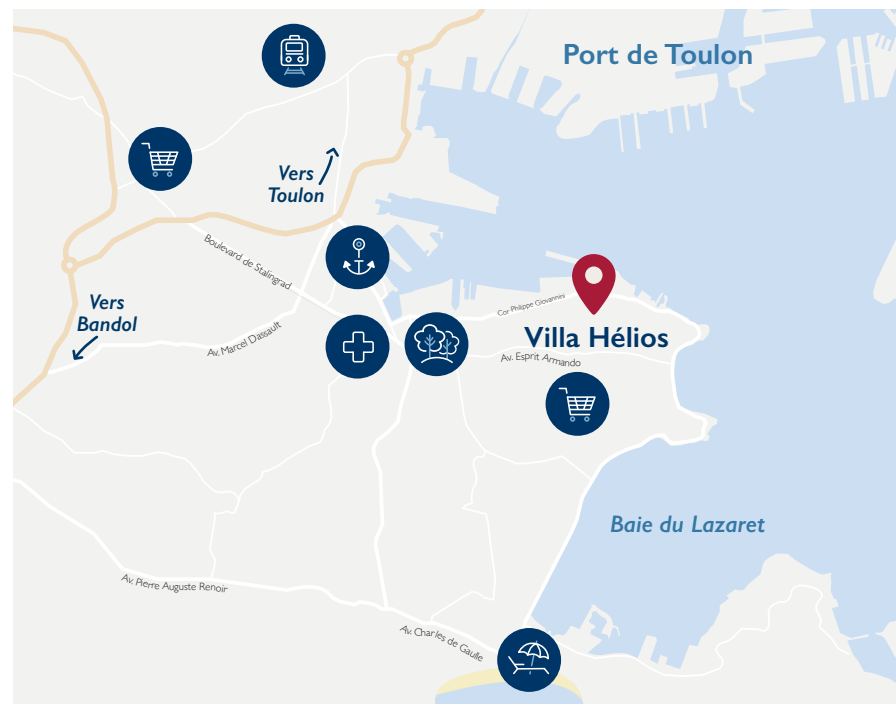 Port de Toulon
Vers
Toulon
Boulevard de Stalingrad
Vers
Bandol
Av. Marcel Dassault
Cor Philippe Giovannini
Villa Hélios
Av. Esprit Armando
Baie du Lazaret
Av. Pierre Auguste Renoir
Av. Charles de Gaulle